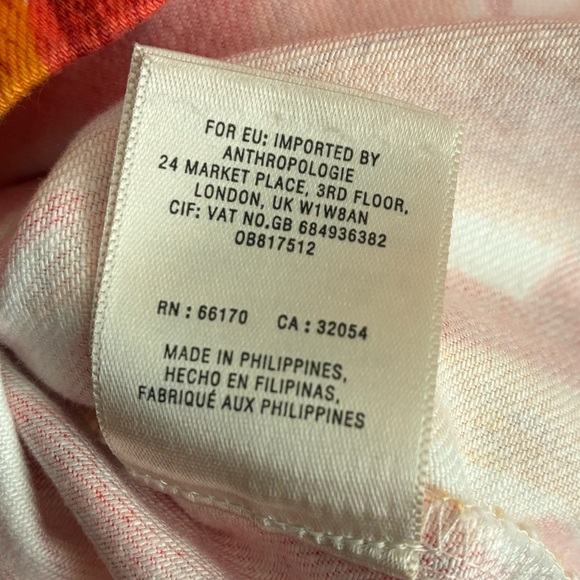 FOR EU: IMPORTED BY
ANTHROPOLOGIE
24 MARKET PLACE, 3RD FLOOR,
LONDON, UK W1W8AN
CIF: VAT NO.GB 684936382
OB817512
RN : 66170 CA : 32054
MADE IN PHILIPPINES,
HECHO EN FILIPINAS,
FABRIQUÉ AUX PHILIPPINES